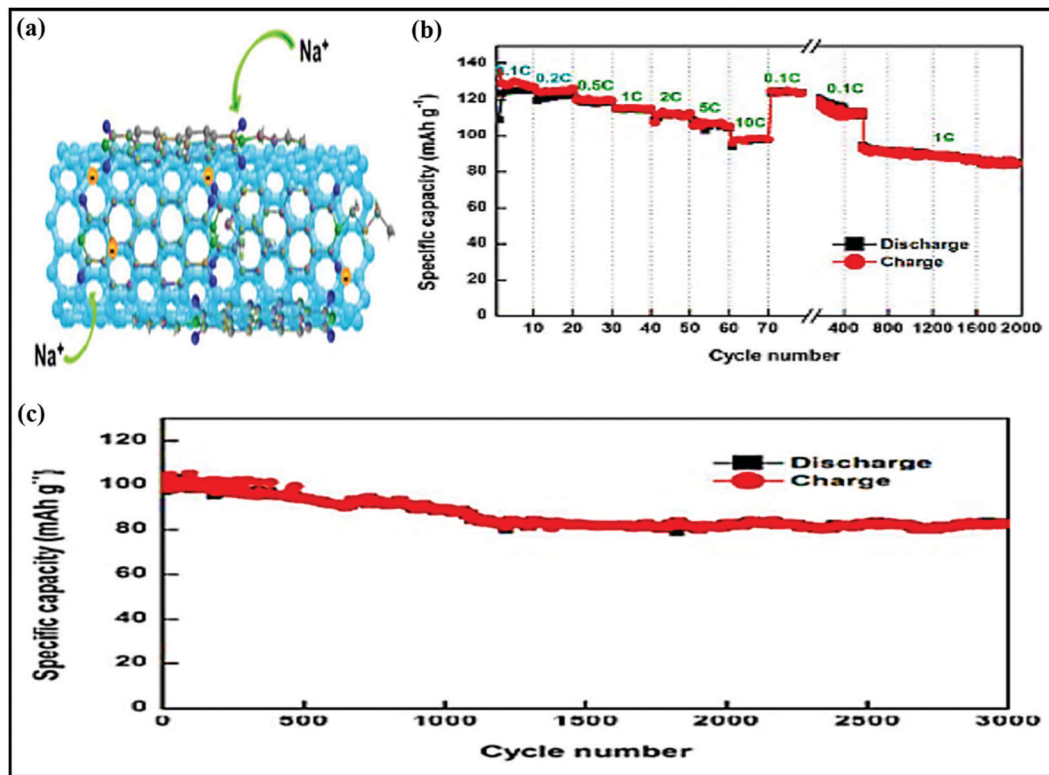 (a)
Na⁺
Na⁺
(b)
Specific capacity (mAh g⁻¹)
140
120
100
80
60
40
20
0
0.1C
0.2C
0.5C
1C
2C
5C
10C
0.1C
0.1C
1C
Discharge
Charge
10 20 30 40 50 60 70 400 800 1200 1600 2000
Cycle number
(c)
Specific capacity (mAh g⁻¹)
120
100
80
60
40
20
0
Discharge
Charge
0 500 1000 1500 2000 2500 3000
Cycle number